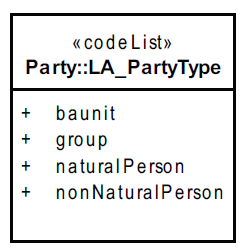 «codeList»
Party::LA_PartyType
+ baunit
+ group
+ naturalPerson
+ nonNaturalPerson